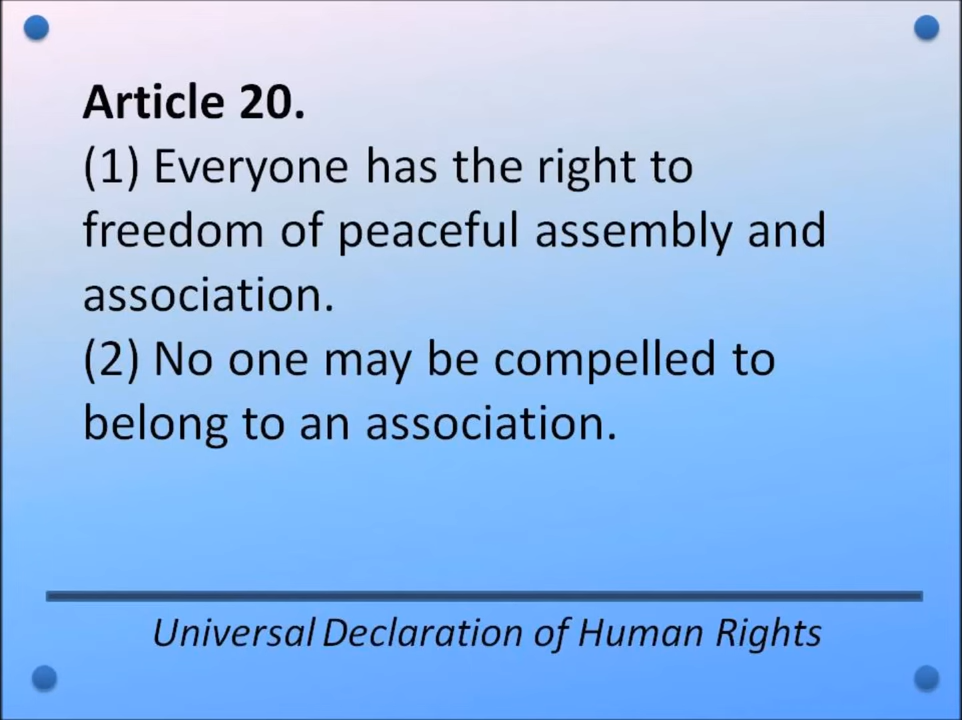 Article 20.
(1) Everyone has the right to
freedom of peaceful assembly and
association.
(2) No one may be compelled to
belong to an association.
Universal Declaration of Human Rights